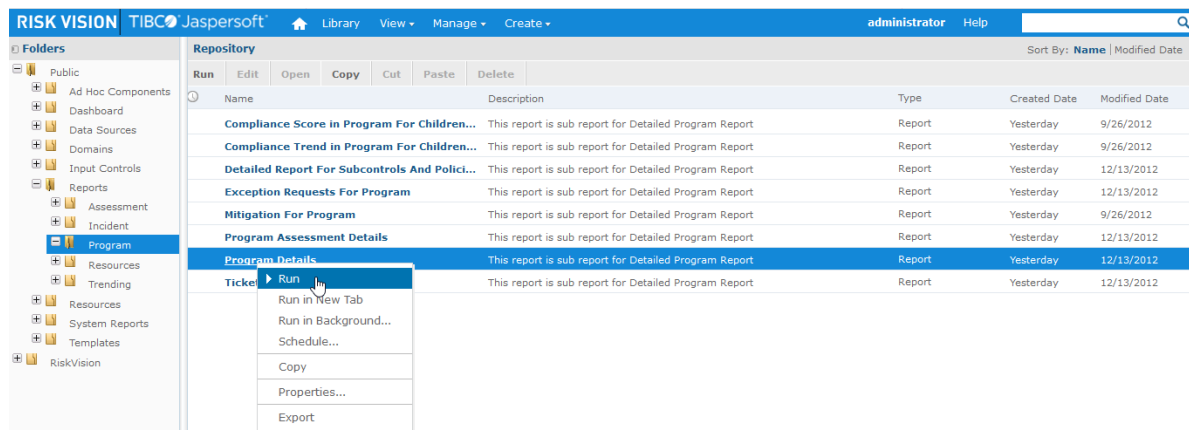 RISK VISION TIBCO Jaspersoft Library View Manage Create administrator Help
Folders
Public
Ad Hoc Components
Dashboard
Data Sources
Domains
Input Controls
Reports
Assessment
Incident
Program
Resources
Trending
Resources
System Reports
Templates
RiskVision
Repository Sort By: Name | Modified Date
Run Edit Open Copy Cut Paste Delete
Name Description Type Created Date Modified Date
Compliance Score in Program For Children... This report is sub report for Detailed Program Report Report Yesterday 9/26/2012
Compliance Trend in Program For Children... This report is sub report for Detailed Program Report Report Yesterday 9/26/2012
Detailed Report For Subcontrols And Polici... This report is sub report for Detailed Program Report Report Yesterday 12/13/2012
Exception Requests For Program This report is sub report for Detailed Program Report Report Yesterday 12/13/2012
Mitigation For Program This report is sub report for Detailed Program Report Report Yesterday 9/26/2012
Program Assessment Details This report is sub report for Detailed Program Report Report Yesterday 12/13/2012
Program Details This report is sub report for Detailed Program Report Report Yesterday 12/13/2012
This report is sub report for Detailed Program Report Report Yesterday 12/13/2012
Run
Run in New Tab
Run in Background...
Schedule...
Copy
Properties...
Export